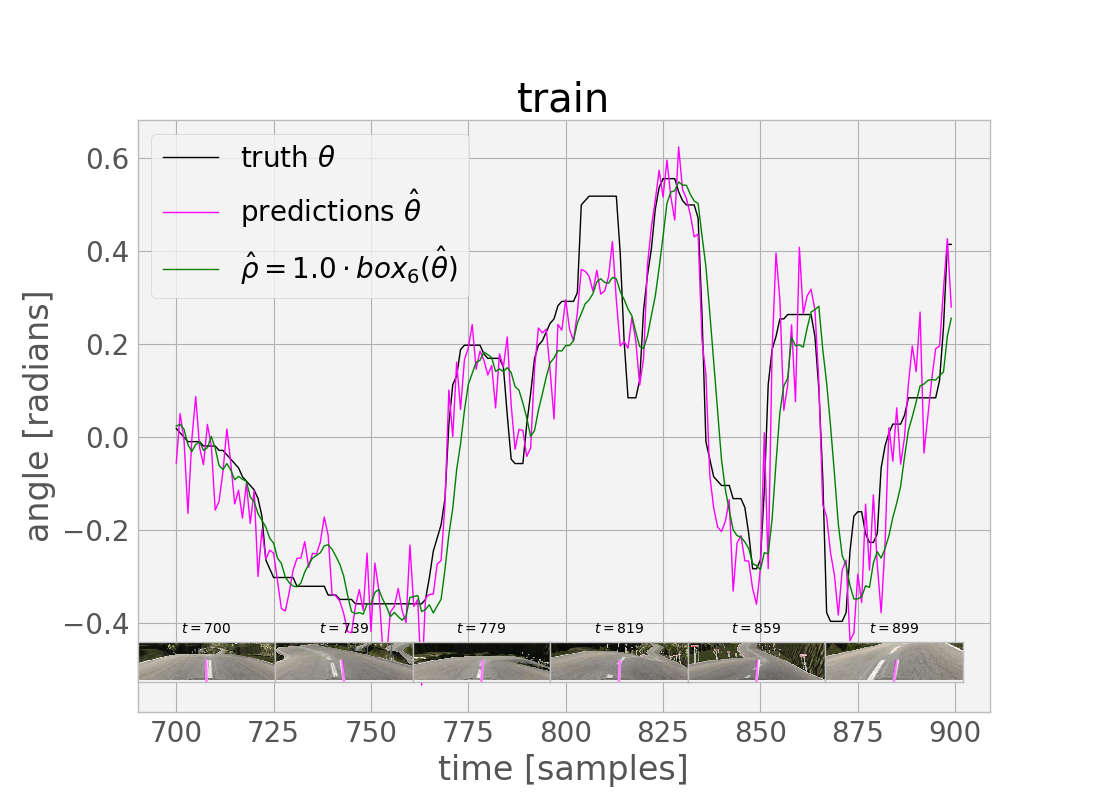 train
truth θ
predictions θ̂
ρ̂ = 1.0 · box₆(θ̂)
0.6
0.4
0.2
0.0
−0.2
−0.4
angle [radians]
t = 700 t = 739 t = 779 t = 819 t = 859 t = 899
700 725 750 775 800 825 850 875 900
time [samples]